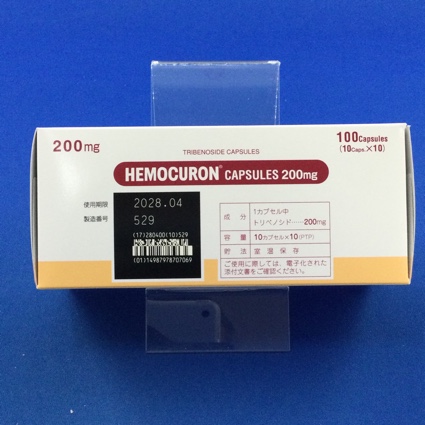 200mg
100Capsules
(10Caps.×10)
TRIBENOSIDE CAPSULES
HEMOCURON® CAPSULES 200mg
使用期限 2028.04
製造番号 529
(17)280400(10)529
(01)14987978707069
成分 1カプセル中
トリベノシド……200mg
容量 10カプセル×10(PTP)
貯法 室温保存
ご使用に際しては、電子化された
添付文書をご確認ください。